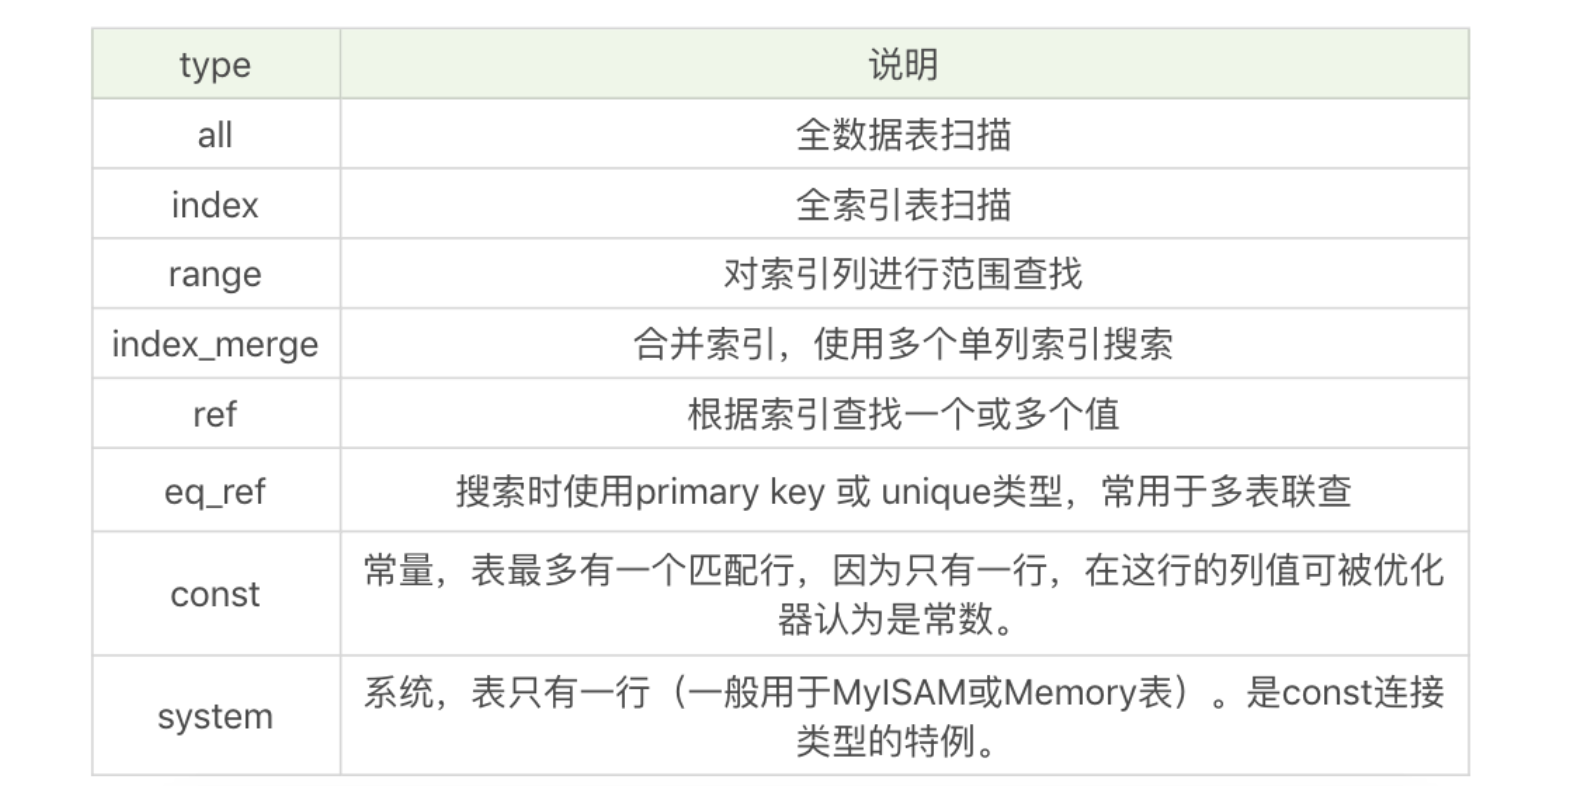 type 说明
all 全数据表扫描
index 全索引表扫描
range 对索引列进行范围查找
index_merge 合并索引，使用多个单列索引搜索
ref 根据索引查找一个或多个值
eq_ref 搜索时使用primary key 或 unique类型，常用于多表联查
const 常量，表最多有一个匹配行，因为只有一行，在这行的列值可被优化
器认为是常数。
system 系统，表只有一行（一般用于MyISAM或Memory表）。是const连接
类型的特例。